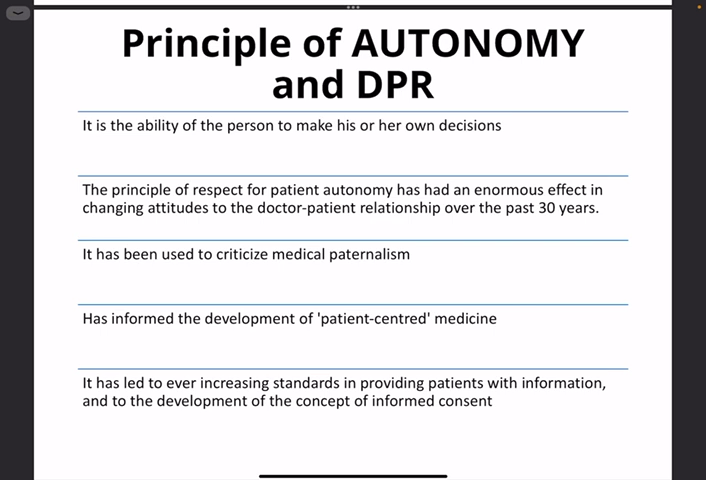 Principle of AUTONOMY
and DPR
It is the ability of the person to make his or her own decisions
The principle of respect for patient autonomy has had an enormous effect in
changing attitudes to the doctor-patient relationship over the past 30 years.
It has been used to criticize medical paternalism
Has informed the development of 'patient-centred' medicine
It has led to ever increasing standards in providing patients with information,
and to the development of the concept of informed consent